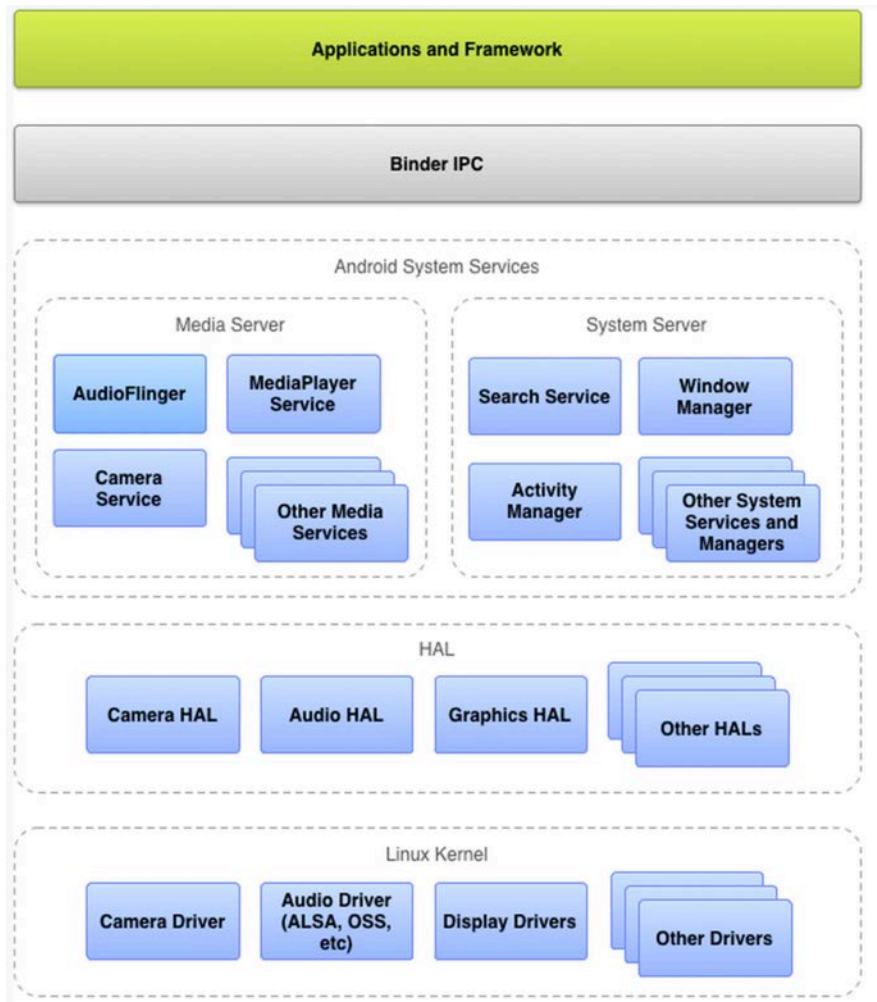 Applications and Framework
Binder IPC
Android System Services
Media Server
AudioFlinger
MediaPlayer
Service
Camera
Service
Other Media
Services
System Server
Search Service
Window
Manager
Activity
Manager
Other System
Services and
Managers
HAL
Camera HAL
Audio HAL
Graphics HAL
Other HALs
Linux Kernel
Camera Driver
Audio Driver
(ALSA, OSS,
etc)
Display Drivers
Other Drivers